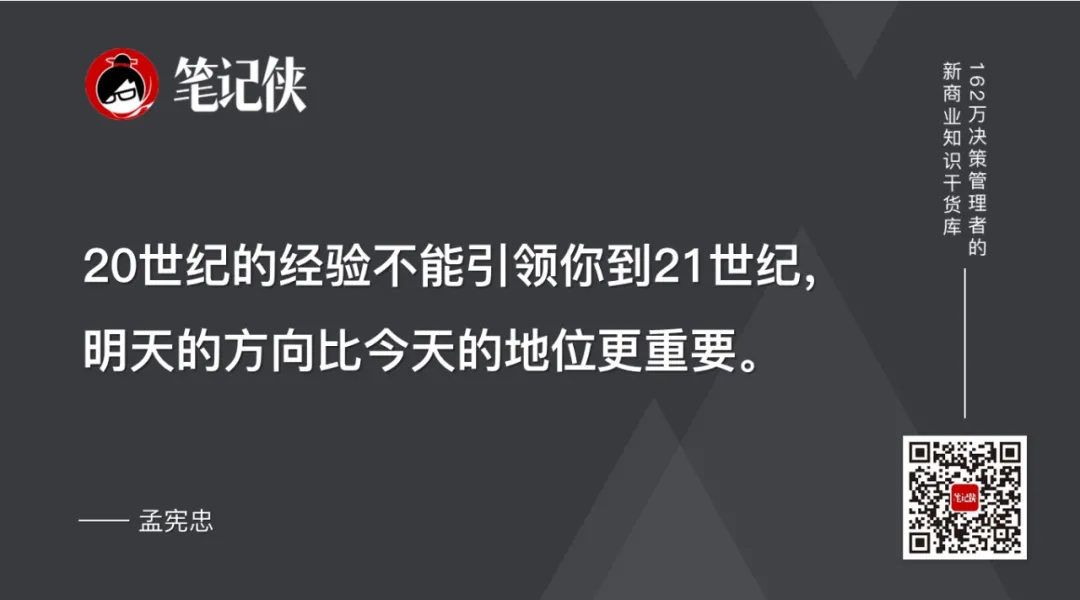 笔记侠
162万决策管理者的
新商业知识干货库
20世纪的经验不能引领你到21世纪，
明天的方向比今天的地位更重要。
—— 孟宪忠
笔记侠